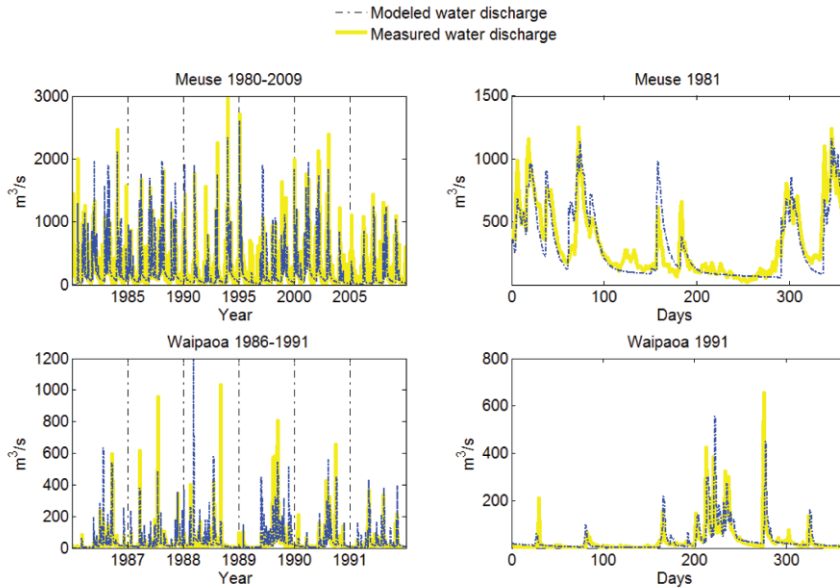 Modeled water discharge
Measured water discharge
Meuse 1980-2009
3000
2000
1000
0
m³/s
1985
1990
1995
2000
2005
Year
Meuse 1981
1500
1000
500
m³/s
0
100
200
300
Days
Waipaoa 1986-1991
1200
1000
800
600
400
200
0
m³/s
1987
1988
1989
1990
1991
Year
Waipaoa 1991
800
600
400
200
m³/s
0
100
200
300
Days